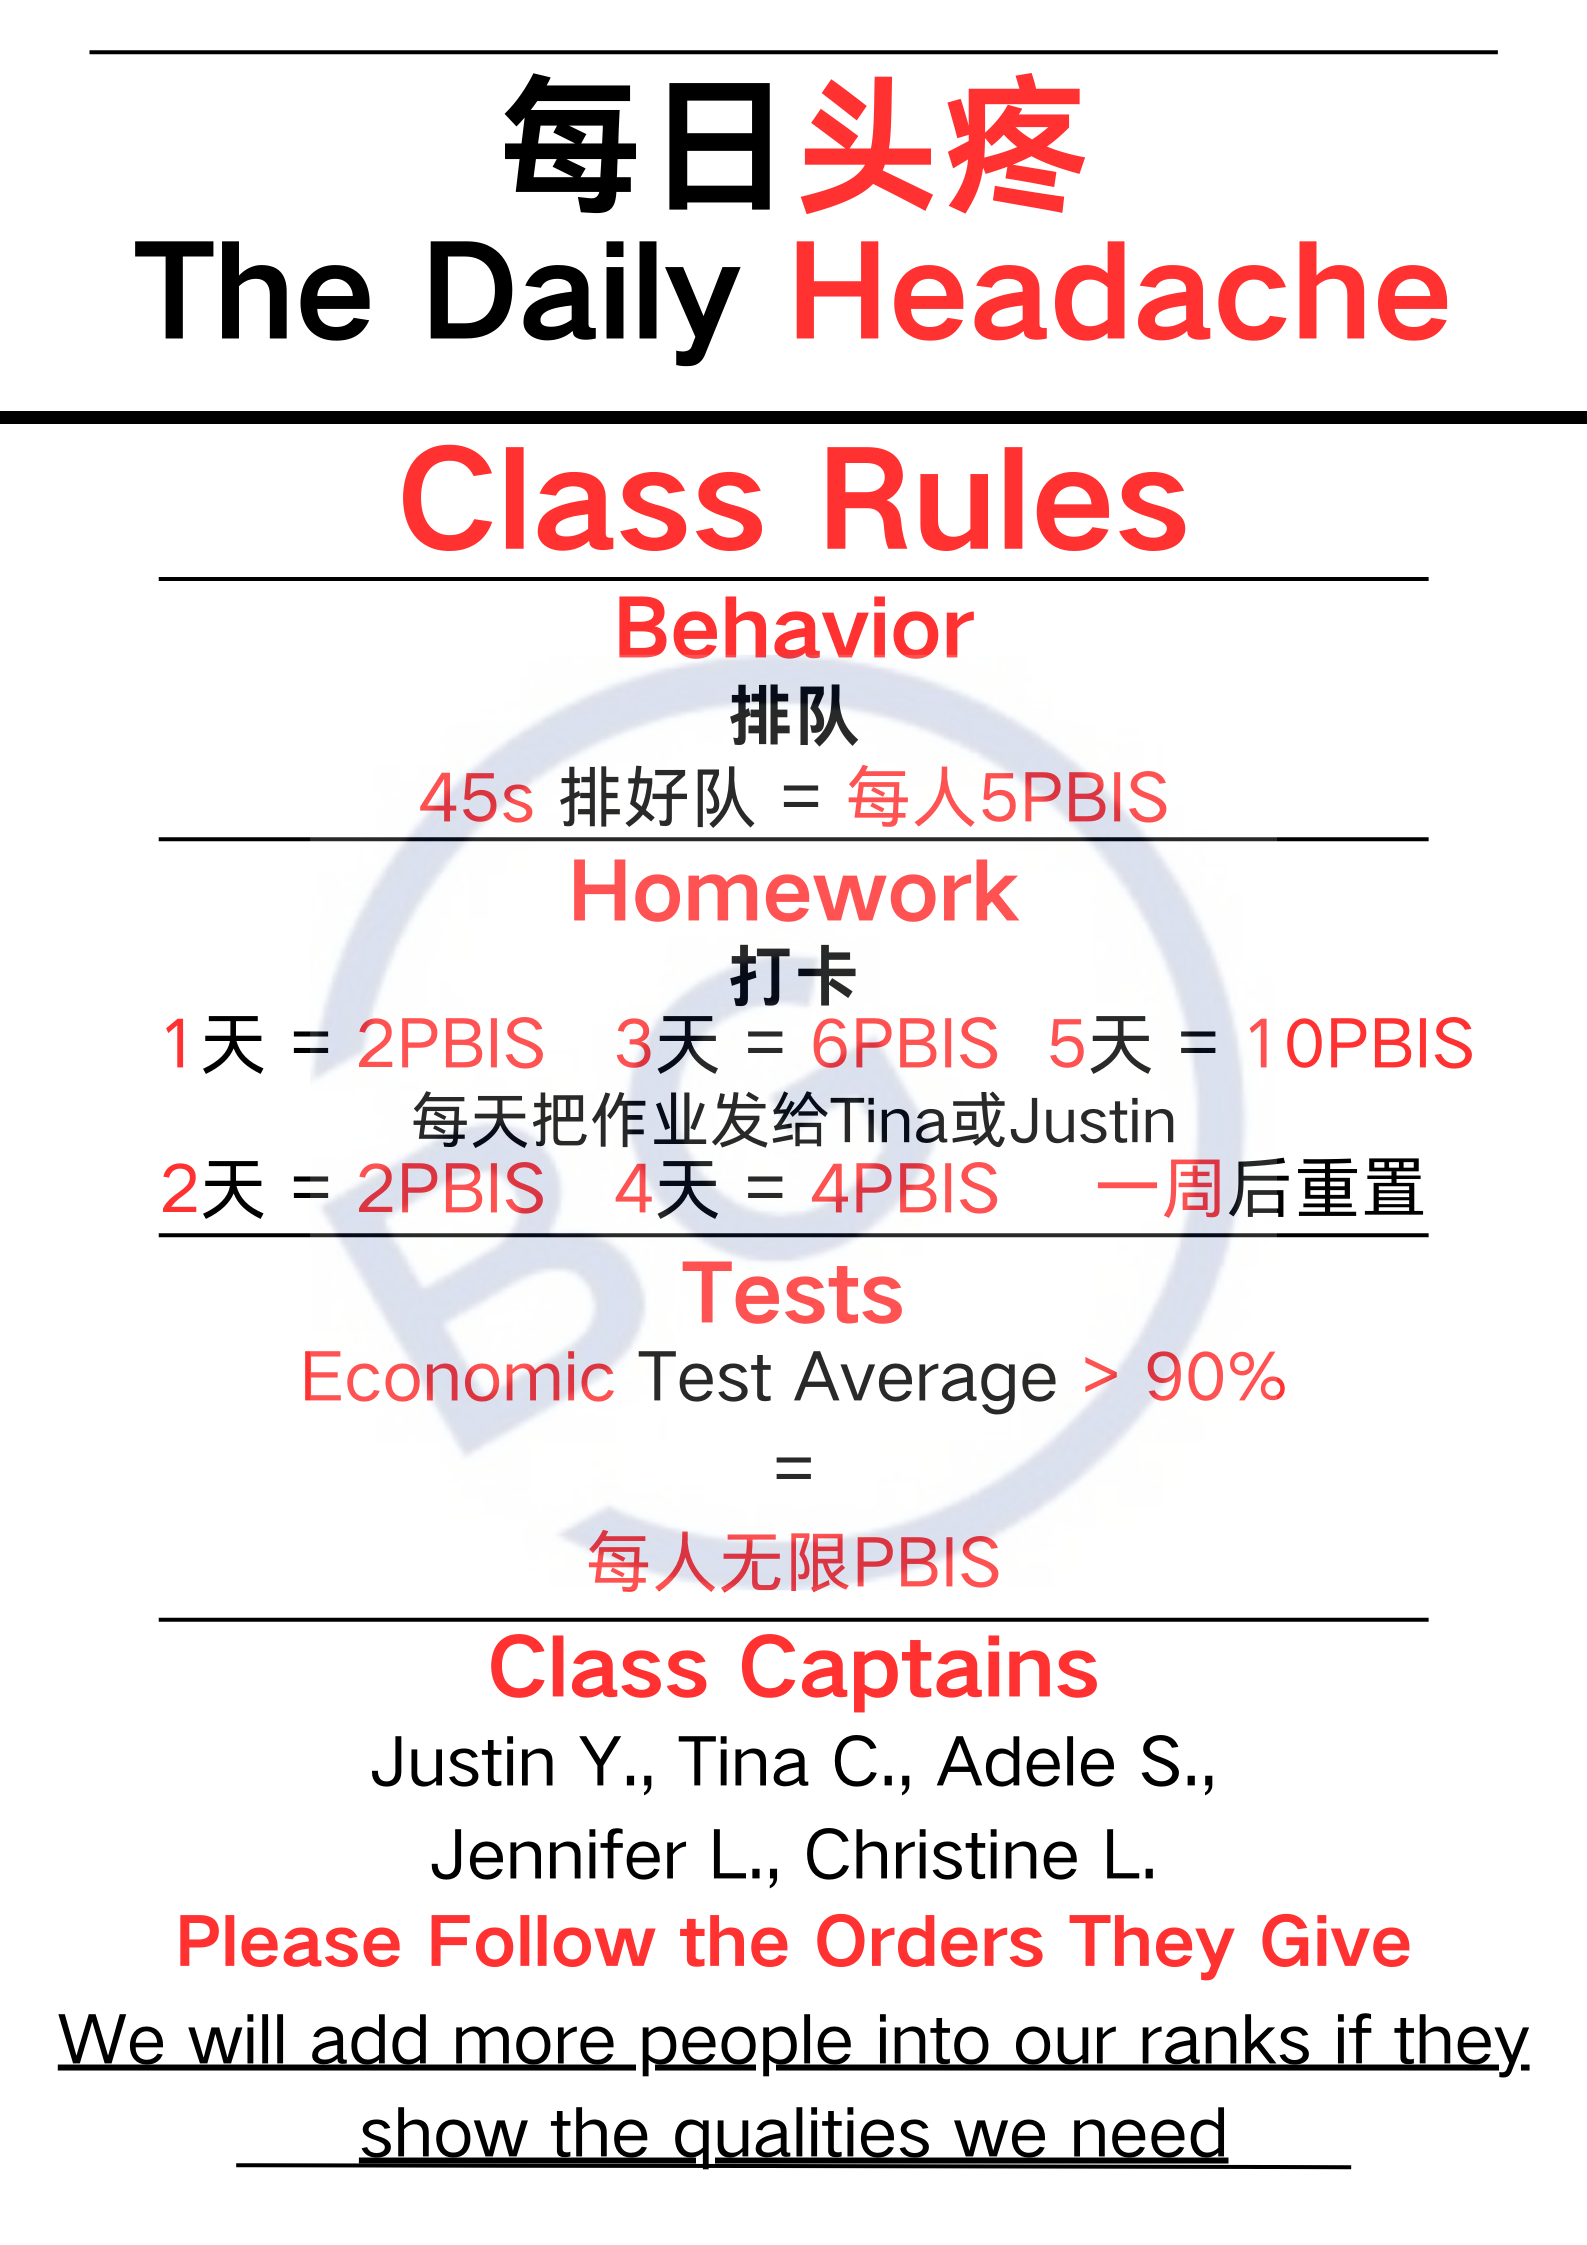 每日头疼
The Daily Headache
Class Rules
Behavior
排队
45s 排好队 = 每人5PBIS
Homework
打卡
1天 = 2PBIS 3天 = 6PBIS 5天 = 10PBIS
每天把作业发给Tina或Justin
2天 = 2PBIS 4天 = 4PBIS 一周后重置
Tests
Economic Test Average > 90%
=
每人无限PBIS
Class Captains
Justin Y., Tina C., Adele S.,
Jennifer L., Christine L.
Please Follow the Orders They Give
We will add more people into our ranks if they
show the qualities we need
BG